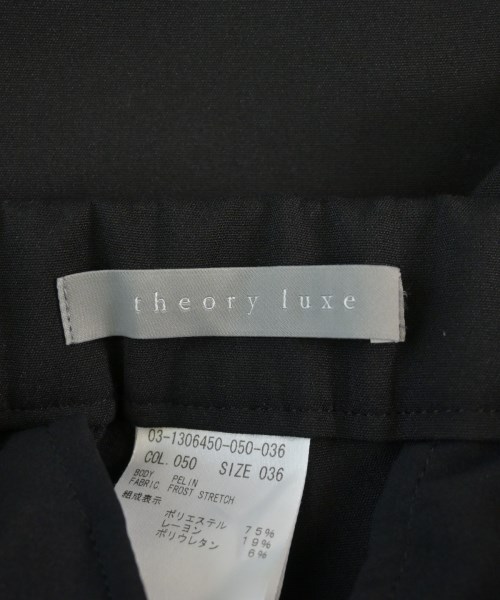 theory luxe
03-1306450-050-036
COL. 050 SIZE 036
BODY PELIN
FABRIC FROST STRETCH
組成表示
ポリエステル 75%
レーヨン 19%
ポリウレタン 6%